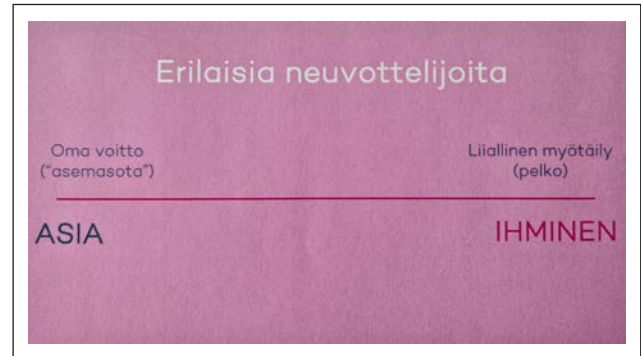 Erilaisia neuvottelijoita
Oma voitto
("asemasota")
Liiallinen myötäily
(pelko)
ASIA
IHMINEN